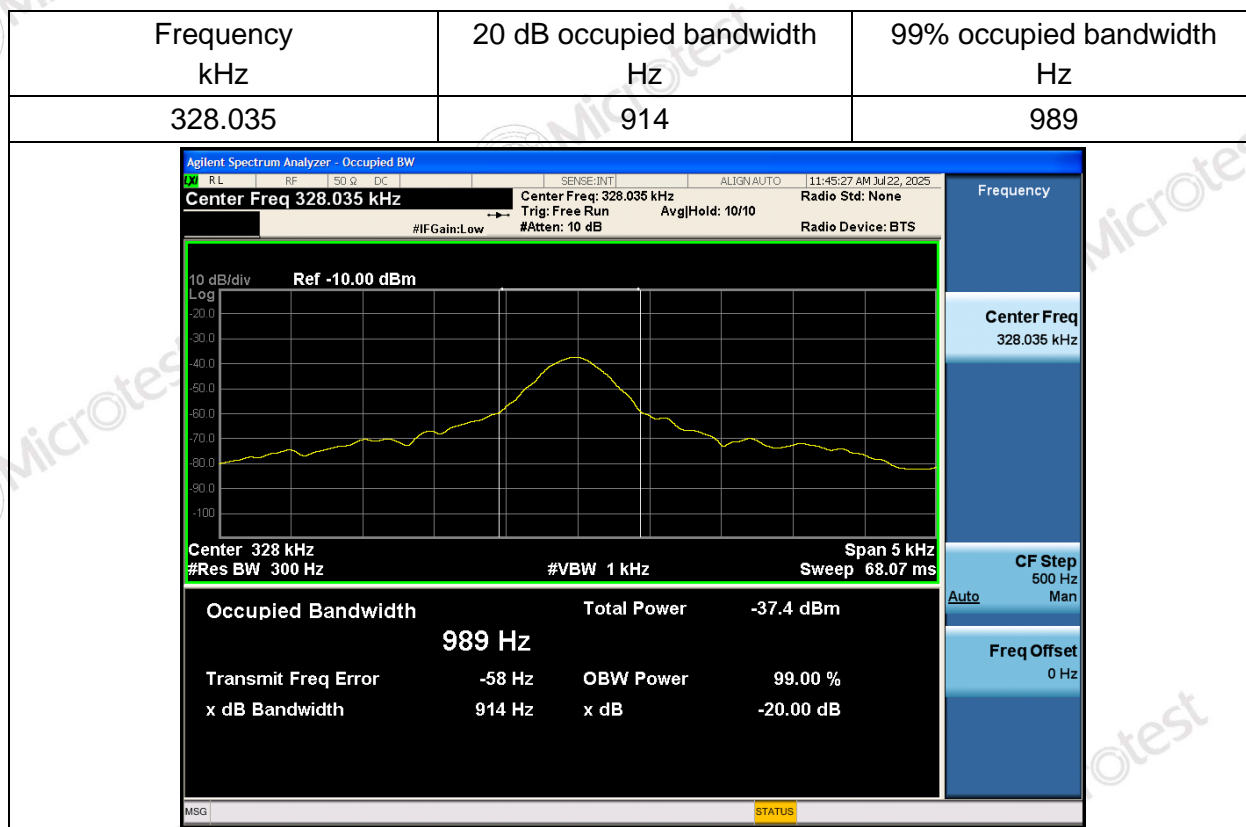 Frequency
kHz
20 dB occupied bandwidth
Hz
99% occupied bandwidth
Hz
328.035 914 989
Agilent Spectrum Analyzer - Occupied BW
LXI RL RF 50 Ω DC SENSE:INT ALIGN AUTO 11:45:27 AM Jul 22, 2025
Center Freq 328.035 kHz
Center Freq: 328.035 kHz Radio Std: None
Trig: Free Run Avg|Hold: 10/10
#IFGain:Low #Atten: 10 dB Radio Device: BTS
10 dB/div Ref -10.00 dBm
Log
-20.0
-30.0
-40.0
-50.0
-60.0
-70.0
-80.0
-90.0
-100
Center 328 kHz Span 5 kHz
#Res BW 300 Hz #VBW 1 kHz Sweep 68.07 ms
Occupied Bandwidth Total Power -37.4 dBm
989 Hz
Transmit Freq Error -58 Hz OBW Power 99.00 %
x dB Bandwidth 914 Hz x dB -20.00 dB
Frequency
Center Freq
328.035 kHz
CF Step
500 Hz
Auto Man
Freq Offset
0 Hz
MSG STATUS
Microtest
Microtest
Microtest
otest